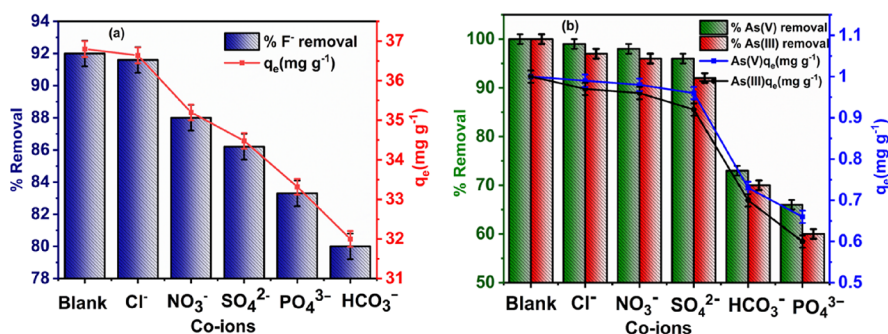 (a)
% F⁻ removal
qe(mg g⁻¹)
% Removal
92
90
88
86
84
82
80
78
37
36
35
34
33
32
31
qe(mg g⁻¹)
Blank Cl⁻ NO₃⁻ SO₄²⁻ PO₄³⁻ HCO₃⁻
Co-ions
(b)
% As(V) removal
% As(III) removal
As(V)qe(mg g⁻¹)
As(III)qe(mg g⁻¹)
% Removal
100
90
80
70
60
50
1
0.9
0.8
0.7
0.6
0.5
qe(mg g⁻¹)
Blank Cl⁻ NO₃⁻ SO₄²⁻ HCO₃⁻ PO₄³⁻
Co-ions